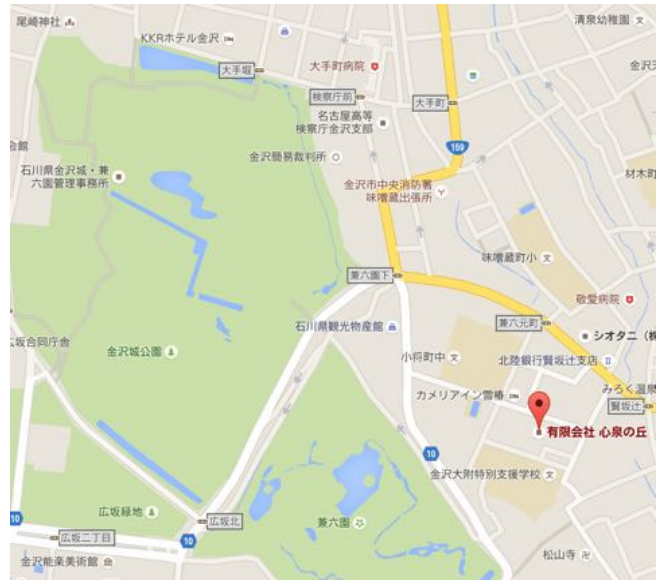 尾崎神社
KKRホテル金沢
清泉幼稚園
大手堀
大手町病院
検察庁前
大手町
名古屋高等
検察庁金沢支部
金沢簡易裁判所
159
石川県金沢城・兼
六園管理事務所
金沢市中央消防署
味噌蔵出張所
材木町
味噌蔵町小
兼六園下
敬愛病院
石川県観光物産館
兼六元町
シオタニ（株
広坂合同庁舎
金沢城公園
小将町中
北陸銀行賢坂辻支店
カメリアイン雪椿
みろく温泉
賢坂辻
有限会社 心泉の丘
10
金沢大附特別支援学校
広坂緑地
広坂北
兼六園
10
広坂二丁目
10
金沢能楽美術館
松山寺